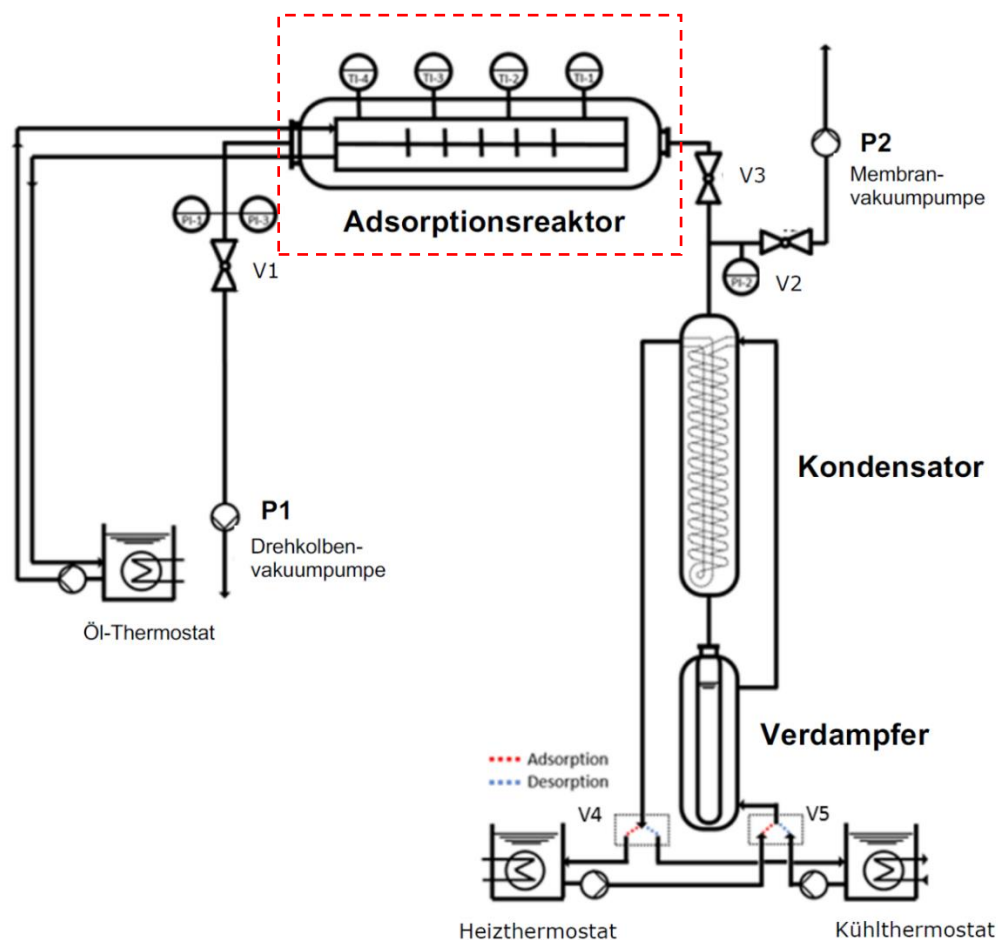 TI-4
TI-3
TI-2
TI-1
P2
Membran-
vakuumpumpe
V3
Adsorptionsreaktor
PI-1
PI-3
V1
PI-2
V2
Kondensator
P1
Drehkolben-
vakuumpumpe
Öl-Thermostat
Verdampfer
Adsorption
Desorption
V4
V5
Heizthermostat
Kühlthermostat